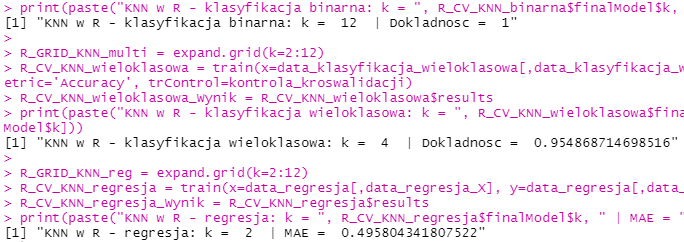 > print(paste("KNN w R - klasyfikacja binarna: k = ", R_CV_KNN_binarna$finalModel$k,
[1] "KNN w R - klasyfikacja binarna: k =  12  | Dokladnosc =  1"
>
> R_GRID_KNN_multi = expand.grid(k=2:12)
> R_CV_KNN_wieloklasowa = train(x=data_klasyfikacja_wieloklasowa[,data_klasyfikacja_w
etric='Accuracy', trControl=kontrola_kroswalidacji)
> R_CV_KNN_wieloklasowa_Wynik = R_CV_KNN_wieloklasowa$results
> print(paste("KNN w R - klasyfikacja wieloklasowa: k = ", R_CV_KNN_wieloklasowa$fina
Model$k]))
[1] "KNN w R - klasyfikacja wieloklasowa: k =  4  | Dokladnosc =  0.954868714698516"
>
> R_GRID_KNN_reg = expand.grid(k=2:12)
> R_CV_KNN_regresja = train(x=data_regresja[,data_regresja_X], y=data_regresja[,data_
> R_CV_KNN_regresja_Wynik = R_CV_KNN_regresja$results
> print(paste("KNN w R - regresja: k = ", R_CV_KNN_regresja$finalModel$k, " | MAE = "
[1] "KNN w R - regresja: k =  2  | MAE =  0.495804341807522"